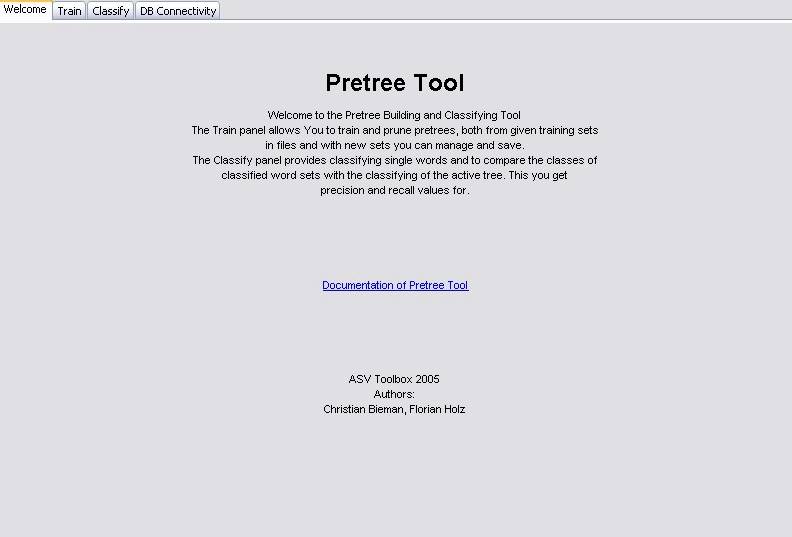 Welcome Train Classify DB Connectivity
Pretree Tool
Welcome to the Pretree Building and Classifying Tool
The Train panel allows You to train and prune pretrees, both from given training sets
in files and with new sets you can manage and save.
The Classify panel provides classifying single words and to compare the classes of
classified word sets with the classifying of the active tree. This you get
precision and recall values for.
Documentation of Pretree Tool
ASV Toolbox 2005
Authors:
Christian Bieman, Florian Holz